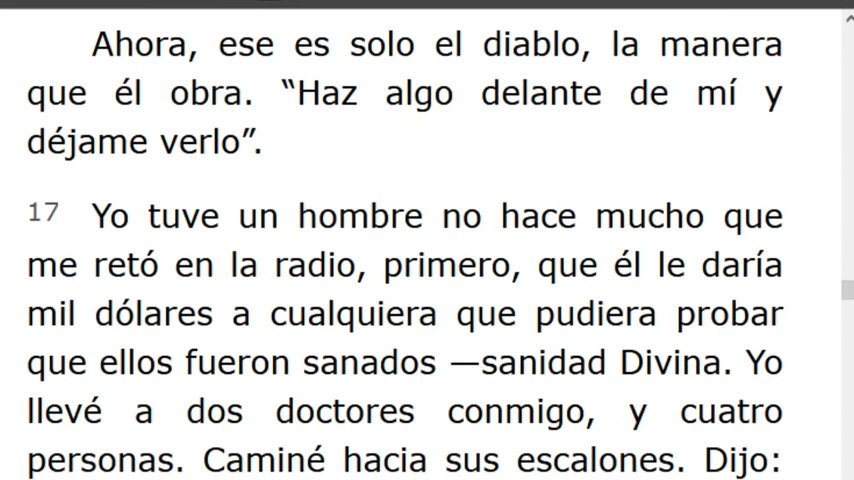 Ahora, ese es solo el diablo, la manera
que él obra. “Haz algo delante de mí y
déjame verlo”.
17 Yo tuve un hombre no hace mucho que
me retó en la radio, primero, que él le daría
mil dólares a cualquiera que pudiera probar
que ellos fueron sanados —sanidad Divina. Yo
llevé a dos doctores conmigo, y cuatro
personas. Caminé hacia sus escalones. Dijo: